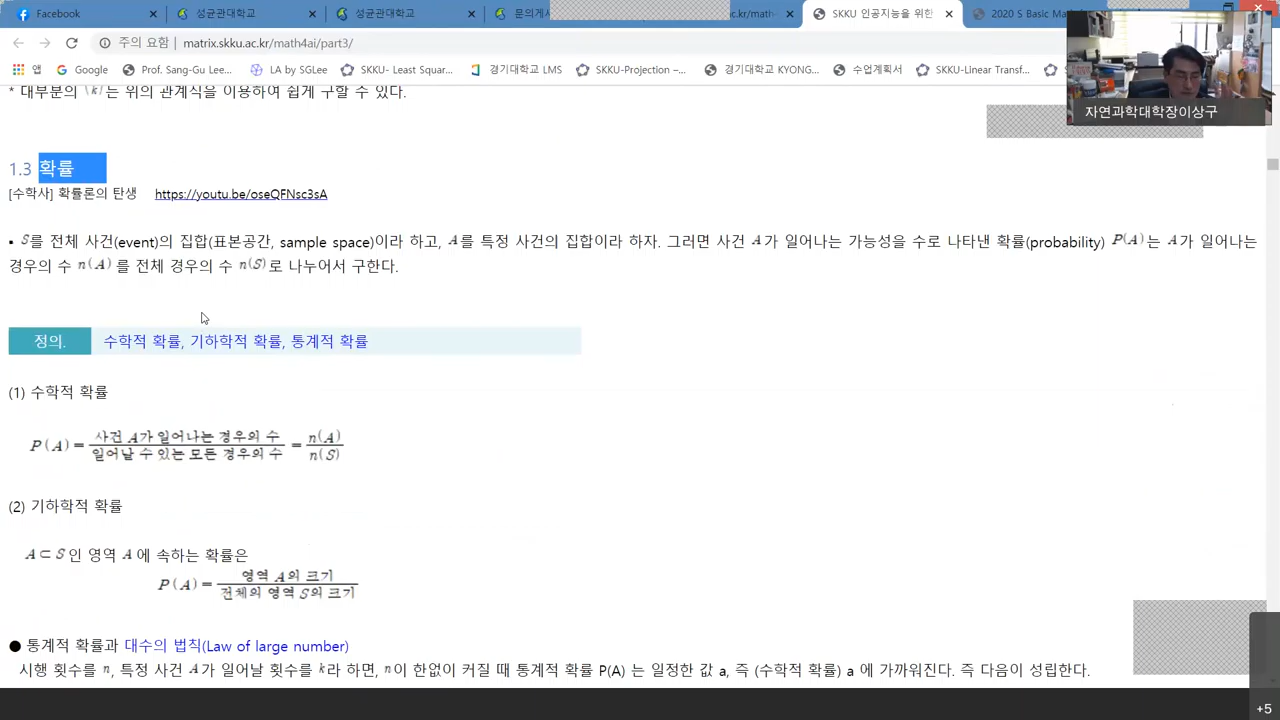 Facebook
성균관대학교
성균관대학교
문의게시
SKKU 인공지능을 위한
2020 S Basic Math
주의 요함 | matrix.skku.ac.kr/math4ai/part3/
앱 Google Prof. Sang-Gu Lee... LA by SGLee SKKU- Least Squar... 경기대학교 LMS SKKU-Projection –... 경기대학교 KYONG... 수업계획서 SKKU-Linear Transf...
* 대부분의 (k)는 위의 관계식을 이용하여 쉽게 구할 수 있다.
자연과학대학장이상구
1.3 확률
[수학사] 확률론의 탄생 https://youtu.be/oseQFNsc3sA
▪ S를 전체 사건(event)의 집합(표본공간, sample space)이라 하고, A를 특정 사건의 집합이라 하자. 그러면 사건 A가 일어나는 가능성을 수로 나타낸 확률(probability) P(A)는 A가 일어나는
경우의 수 n(A)를 전체 경우의 수 n(S)로 나누어서 구한다.
정의. 수학적 확률, 기하학적 확률, 통계적 확률
(1) 수학적 확률
P(A) = 사건 A가 일어나는 경우의 수 / 일어날 수 있는 모든 경우의 수 = n(A) / n(S)
(2) 기하학적 확률
A ⊂ S인 영역 A에 속하는 확률은
P(A) = 영역 A의 크기 / 전체의 영역 S의 크기
● 통계적 확률과 대수의 법칙(Law of large number)
시행 횟수를 n, 특정 사건 A가 일어날 횟수를 k라 하면, n이 한없이 커질 때 통계적 확률 P(A) 는 일정한 값 a, 즉 (수학적 확률) a 에 가까워진다. 즉 다음이 성립한다.
+5